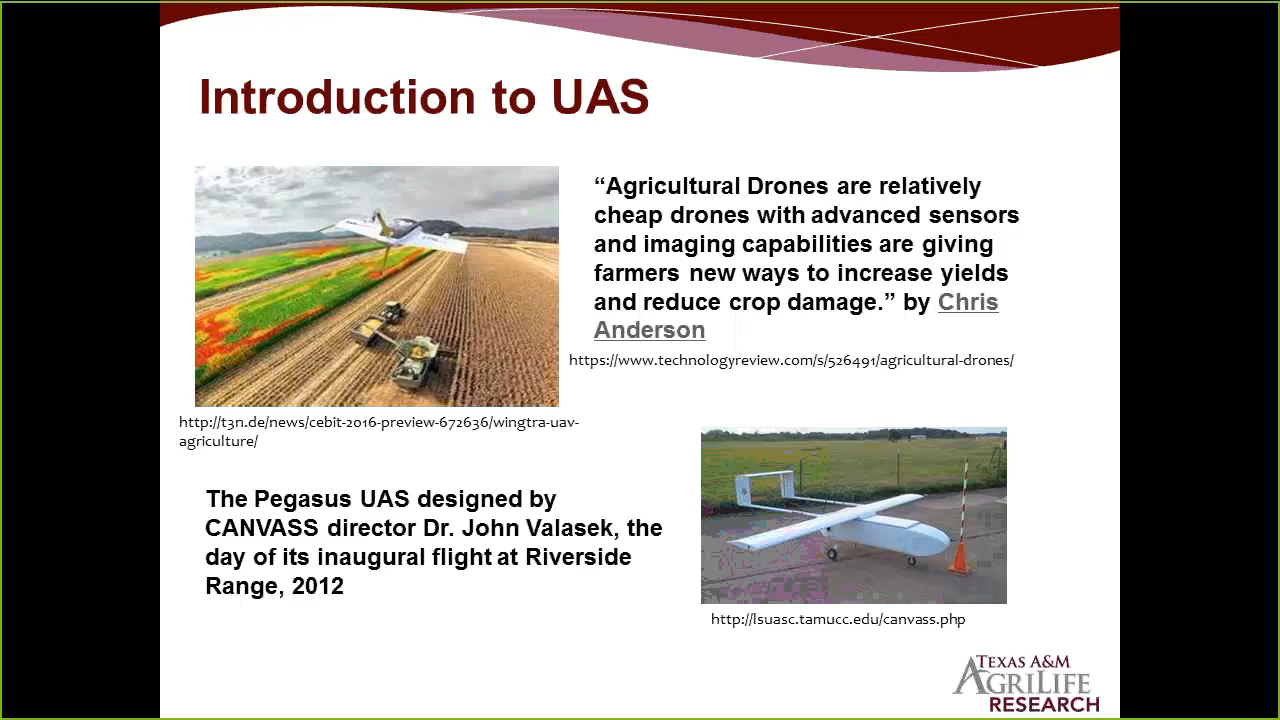 Introduction to UAS
“Agricultural Drones are relatively
cheap drones with advanced sensors
and imaging capabilities are giving
farmers new ways to increase yields
and reduce crop damage.” by Chris
Anderson
https://www.technologyreview.com/s/526491/agricultural-drones/
http://t3n.de/news/cebit-2016-preview-672636/wingtra-uav-
agriculture/
The Pegasus UAS designed by
CANVASS director Dr. John Valasek, the
day of its inaugural flight at Riverside
Range, 2012
http://lsuasc.tamucc.edu/canvass.php
TEXAS A&M
AGRILIFE
RESEARCH